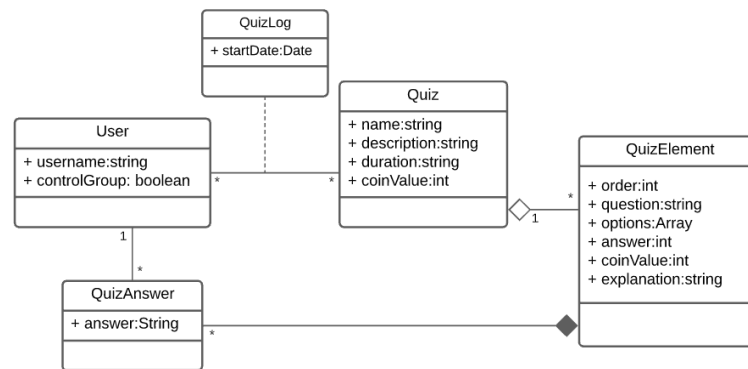 QuizLog
+ startDate:Date
Quiz
+ name:string
+ description:string
+ duration:string
+ coinValue:int
User
+ username:string
+ controlGroup: boolean
*
*
QuizElement
+ order:int
+ question:string
+ options:Array
+ answer:int
+ coinValue:int
+ explanation:string
1
*
1
*
QuizAnswer
+ answer:String
*